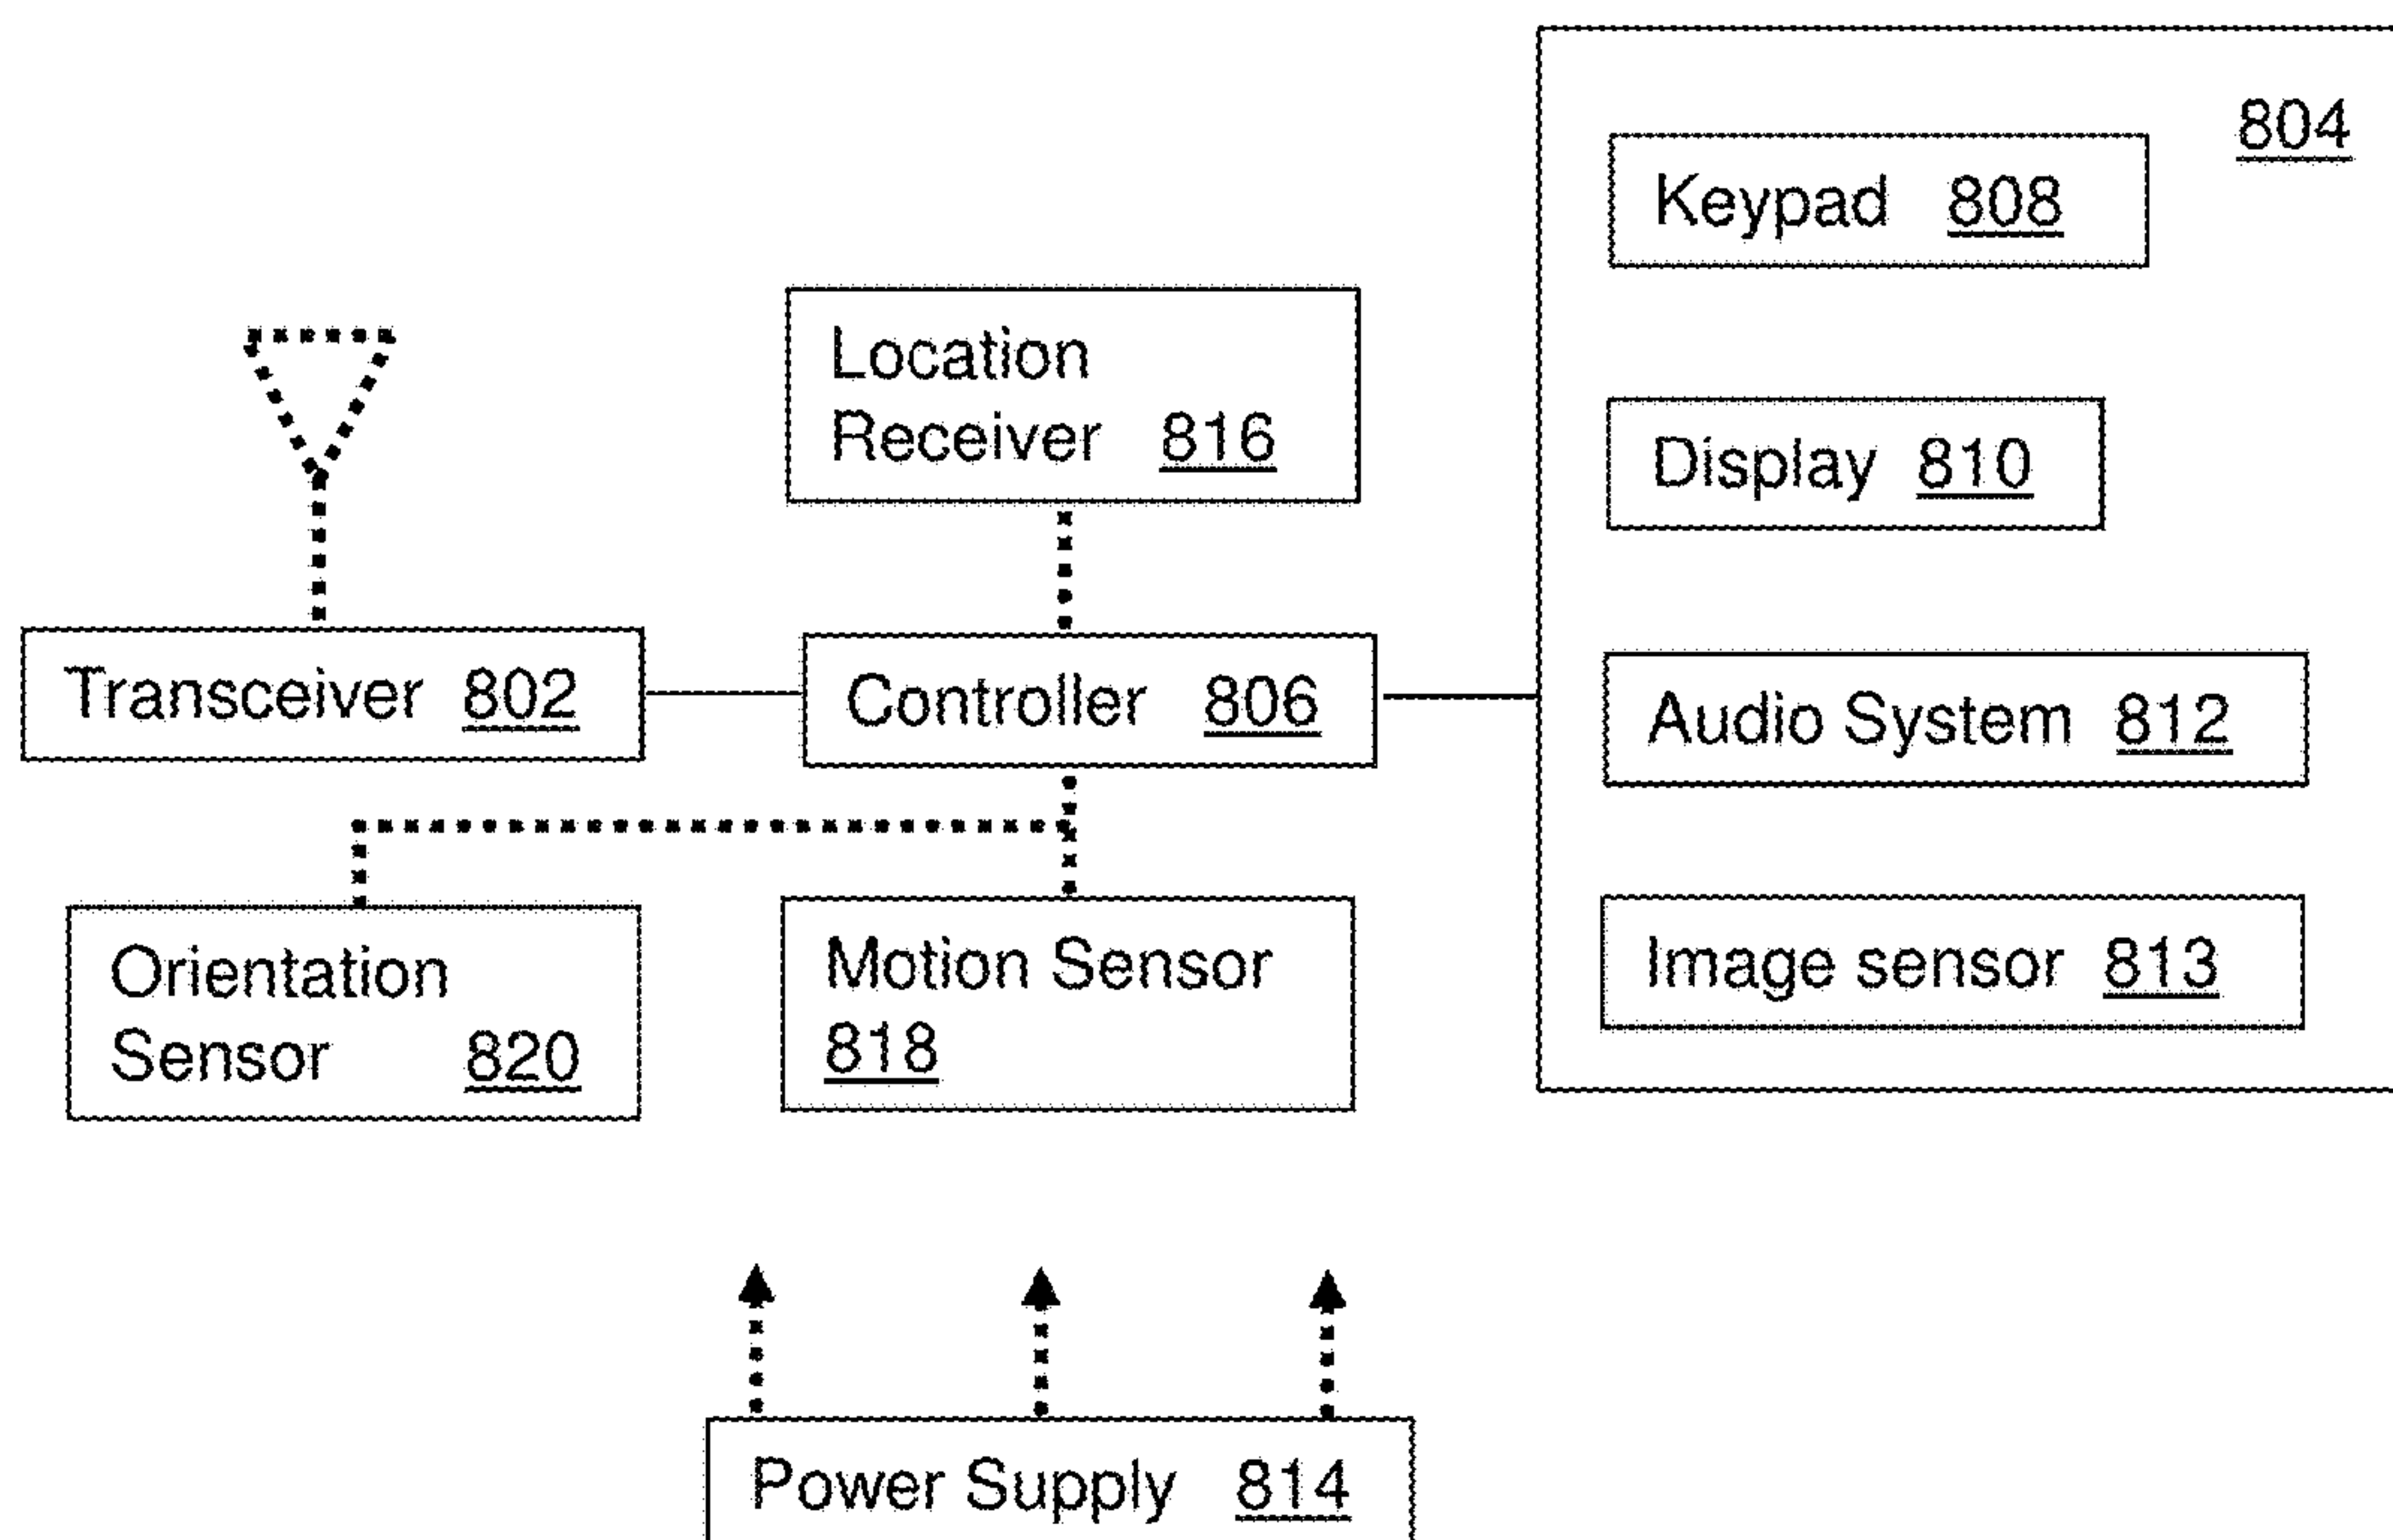 804
Keypad 808
Location
Receiver 816
Display 810
Transceiver 802
Controller 806
Audio System 812
Orientation
Sensor 820
Motion Sensor
818
Image sensor 813
Power Supply 814